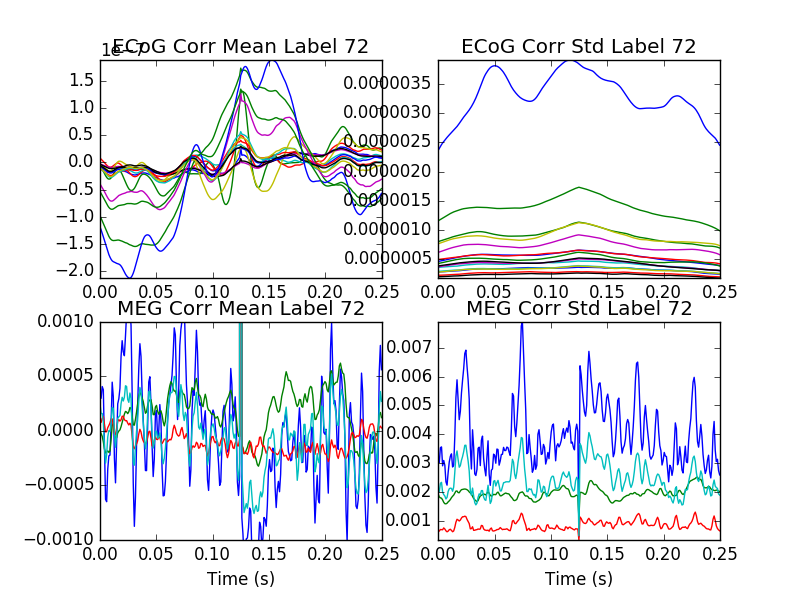 ECoG Corr Mean Label 72
1e−7
1.5
1.0
0.5
0.0
−0.5
−1.0
−1.5
−2.0
0.00 0.05 0.10 0.15 0.20 0.25
ECoG Corr Std Label 72
0.0000035
0.0000030
0.0000025
0.0000020
0.0000015
0.0000010
0.0000005
0.00 0.05 0.10 0.15 0.20 0.25
MEG Corr Mean Label 72
0.0010
0.0005
0.0000
−0.0005
−0.0010
0.00 0.05 0.10 0.15 0.20 0.25
Time (s)
MEG Corr Std Label 72
0.007
0.006
0.005
0.004
0.003
0.002
0.001
0.00 0.05 0.10 0.15 0.20 0.25
Time (s)